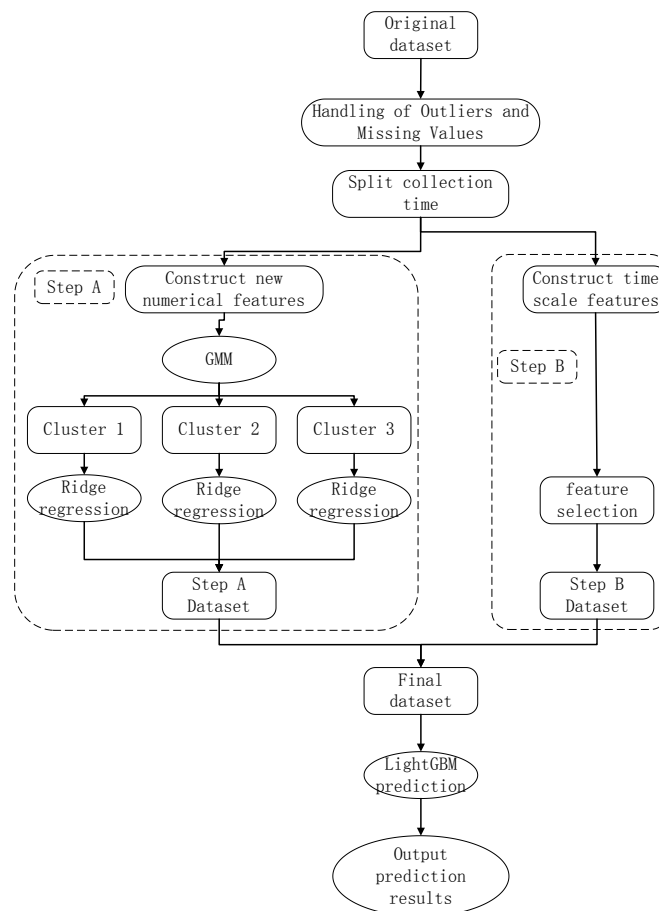 Original
dataset
Handling of Outliers and
Missing Values
Split collection
time
Step A
Construct new
numerical features
Construct time
scale features
GMM
Step B
Cluster 1
Cluster 2
Cluster 3
Ridge
regression
Ridge
regression
Ridge
regression
feature
selection
Step A
Dataset
Step B
Dataset
Final
dataset
LightGBM
prediction
Output
prediction
results